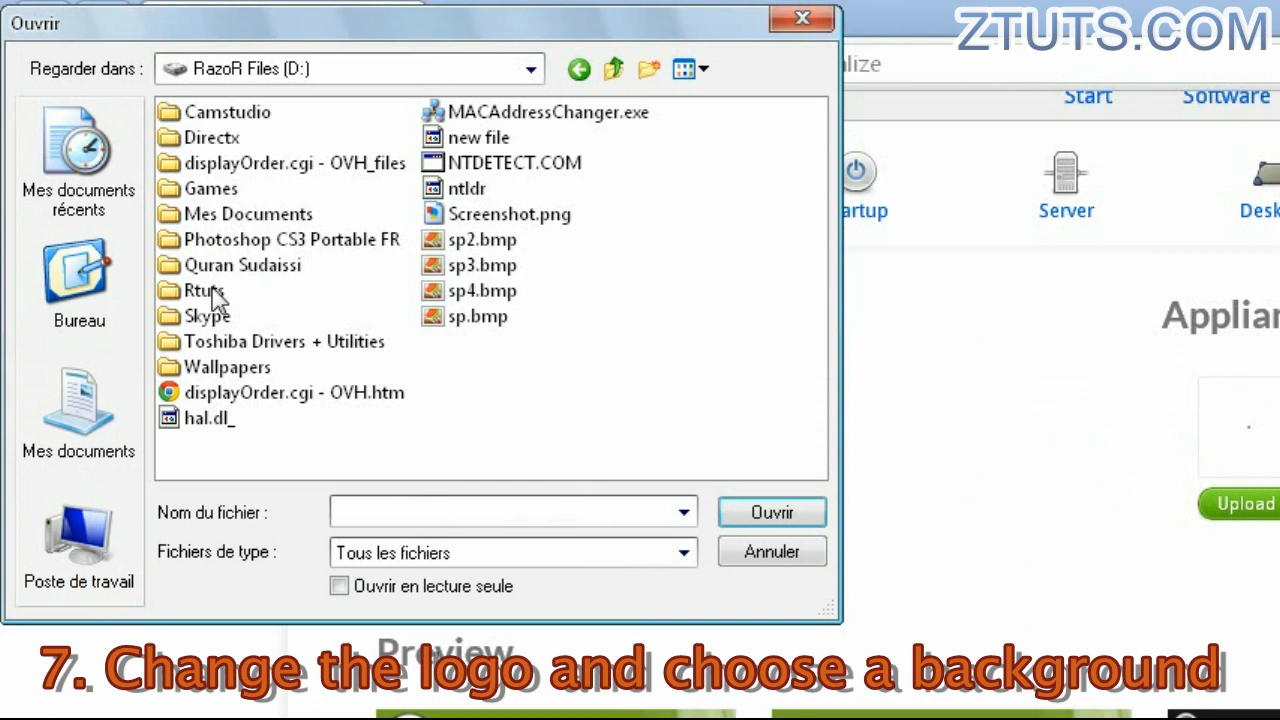 Ouvrir
ZTUTS.COM
Regarder dans :
RazoR Files (D:)
alize
Start
Software
Camstudio
MACAddressChanger.exe
Directx
new file
displayOrder.cgi - OVH_files
NTDETECT.COM
Games
ntldr
Mes documents récents
Mes Documents
Screenshot.png
artup
Server
Desk
Photoshop CS3 Portable FR
sp2.bmp
Quran Sudaissi
sp3.bmp
Rtuts
sp4.bmp
Bureau
Skype
sp.bmp
Applian
Toshiba Drivers + Utilities
Wallpapers
displayOrder.cgi - OVH.htm
hal.dl_
Mes documents
Nom du fichier :
Ouvrir
Upload
Fichiers de type :
Tous les fichiers
Annuler
Poste de travail
Ouvrir en lecture seule
Preview
7. Change the logo and choose a background